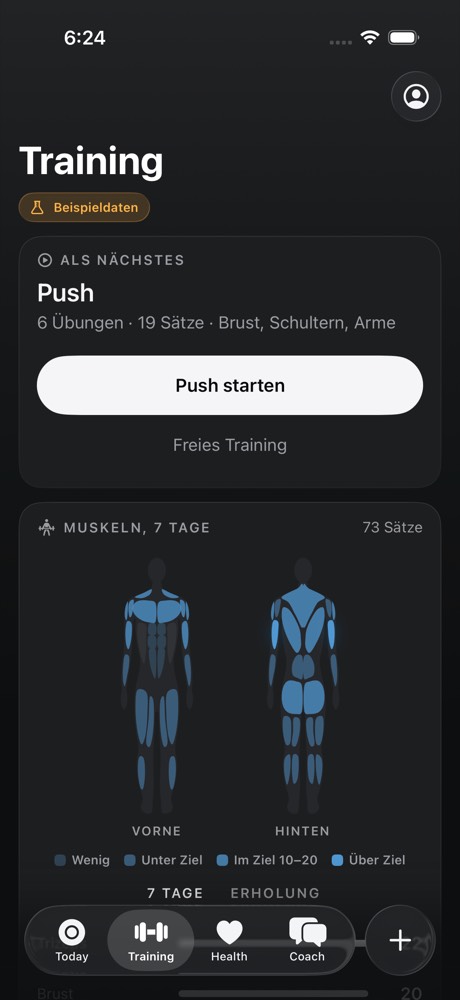 6:24
Training
Beispieldaten
ALS NÄCHSTES
Push
6 Übungen · 19 Sätze · Brust, Schultern, Arme
Push starten
Freies Training
MUSKELN, 7 TAGE
73 Sätze
VORNE
HINTEN
Wenig
Unter Ziel
Im Ziel 10–20
Über Ziel
7 TAGE
ERHOLUNG
Today
Training
Health
Coach
Brust
20